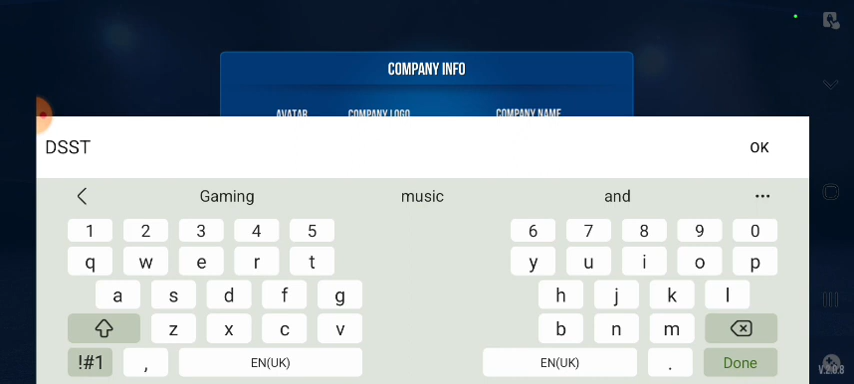 COMPANY INFO
AVATAR COMPANY LOGO COMPANY NAME
DSST OK
Gaming music and ...
1 2 3 4 5 6 7 8 9 0
q w e r t y u i o p
a s d f g h j k l
z x c v b n m
!#1 , EN(UK) EN(UK) . Done
V.2.0.8